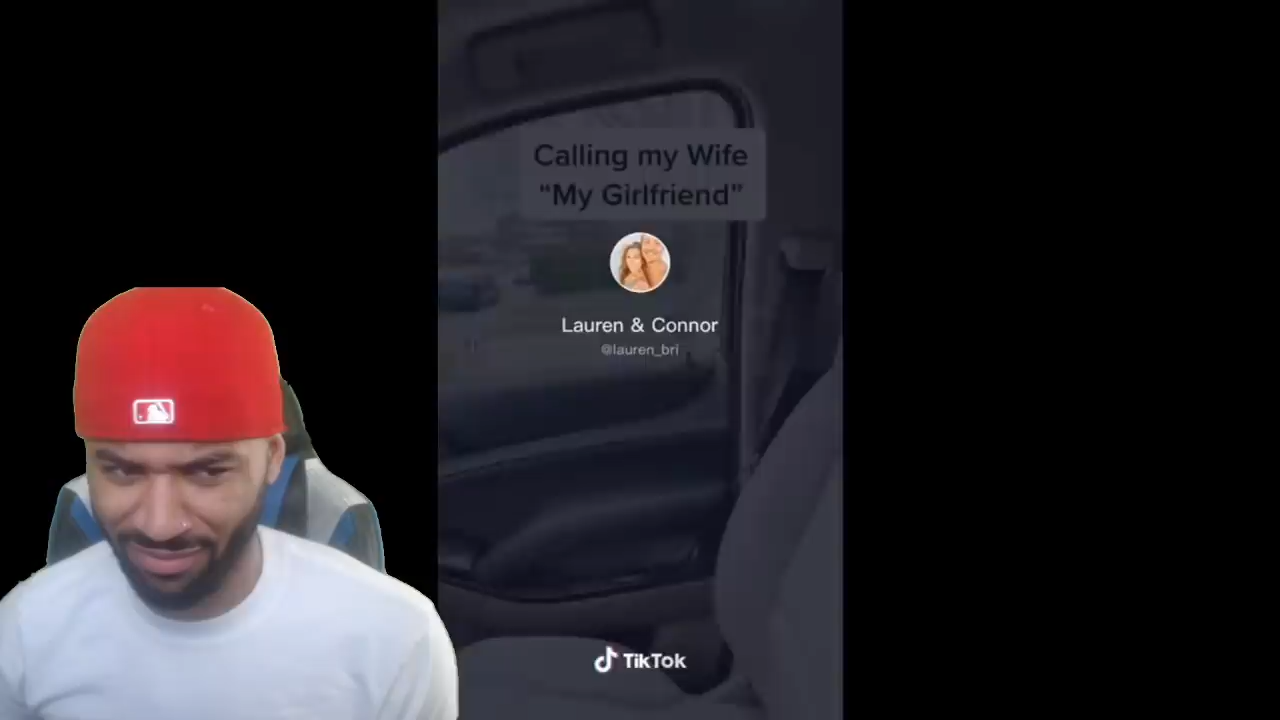 Calling my Wife
“My Girlfriend”
Lauren & Connor
@lauren_bri
TikTok